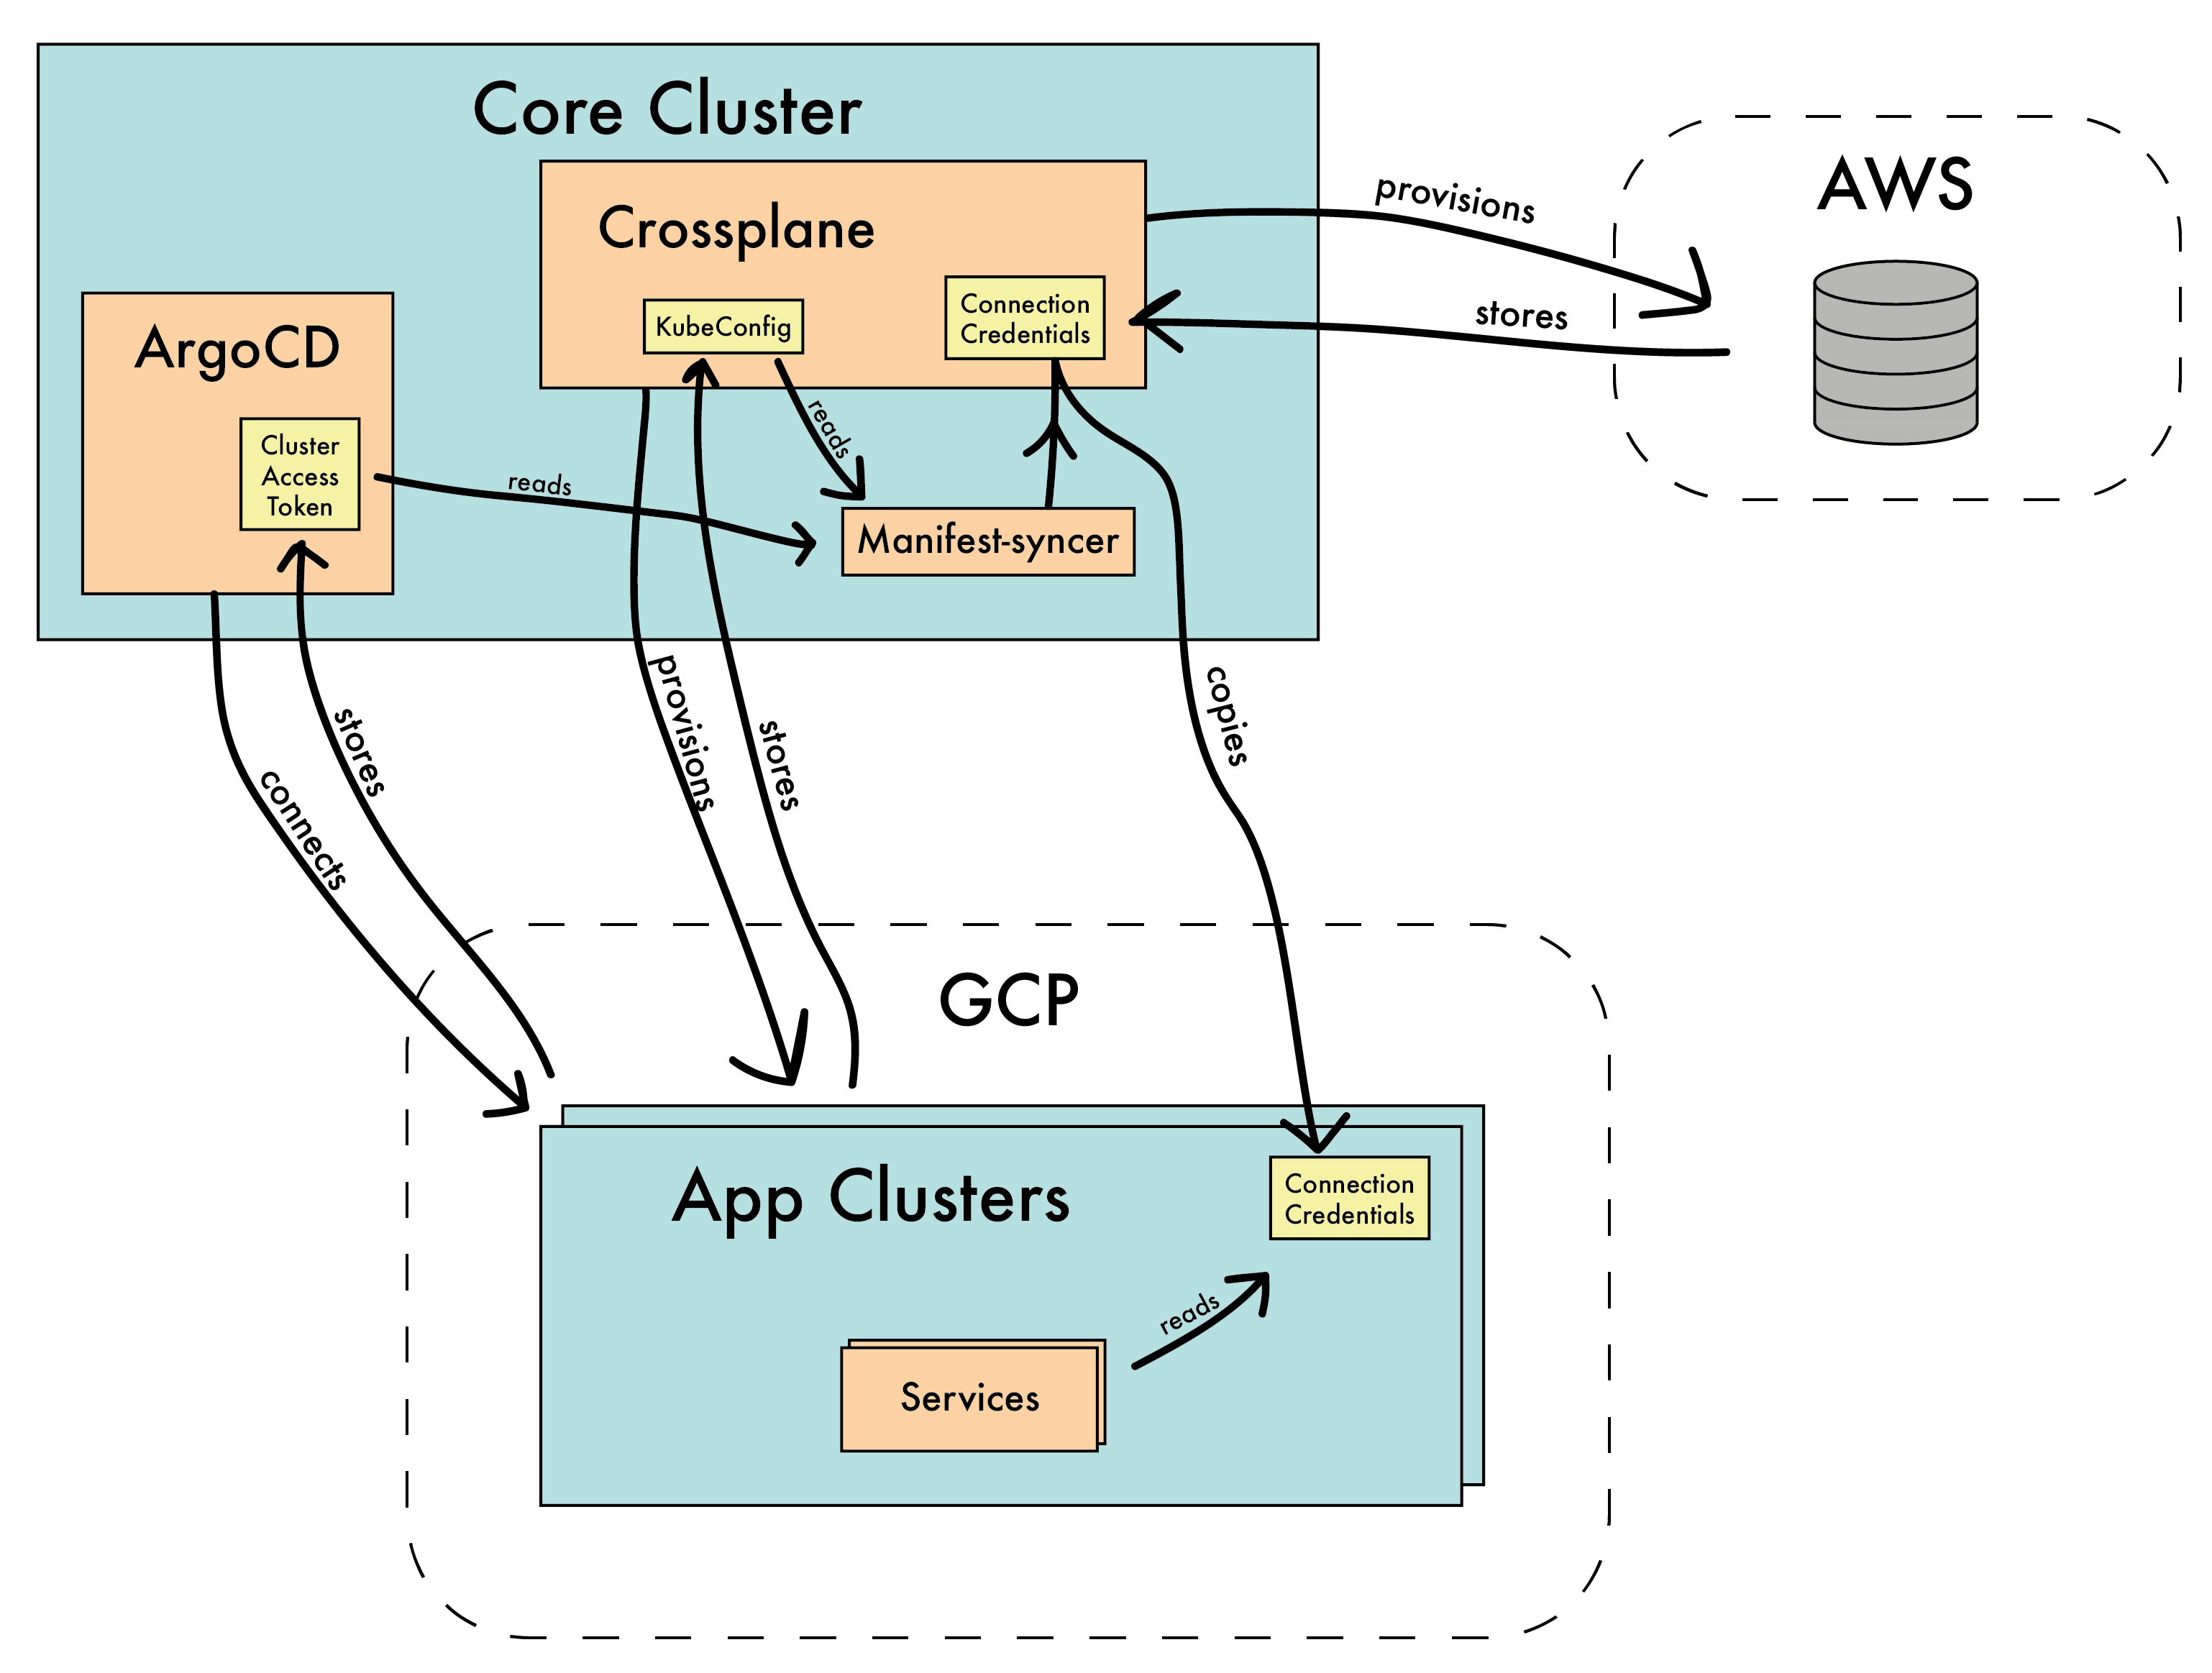 Core Cluster
Crossplane
KubeConfig
Connection
Credentials
ArgoCD
Cluster
Access
Token
reads
reads
Manifest-syncer
provisions
stores
AWS
connects
stores
provisions
stores
copies
GCP
App Clusters
Connection
Credentials
reads
Services